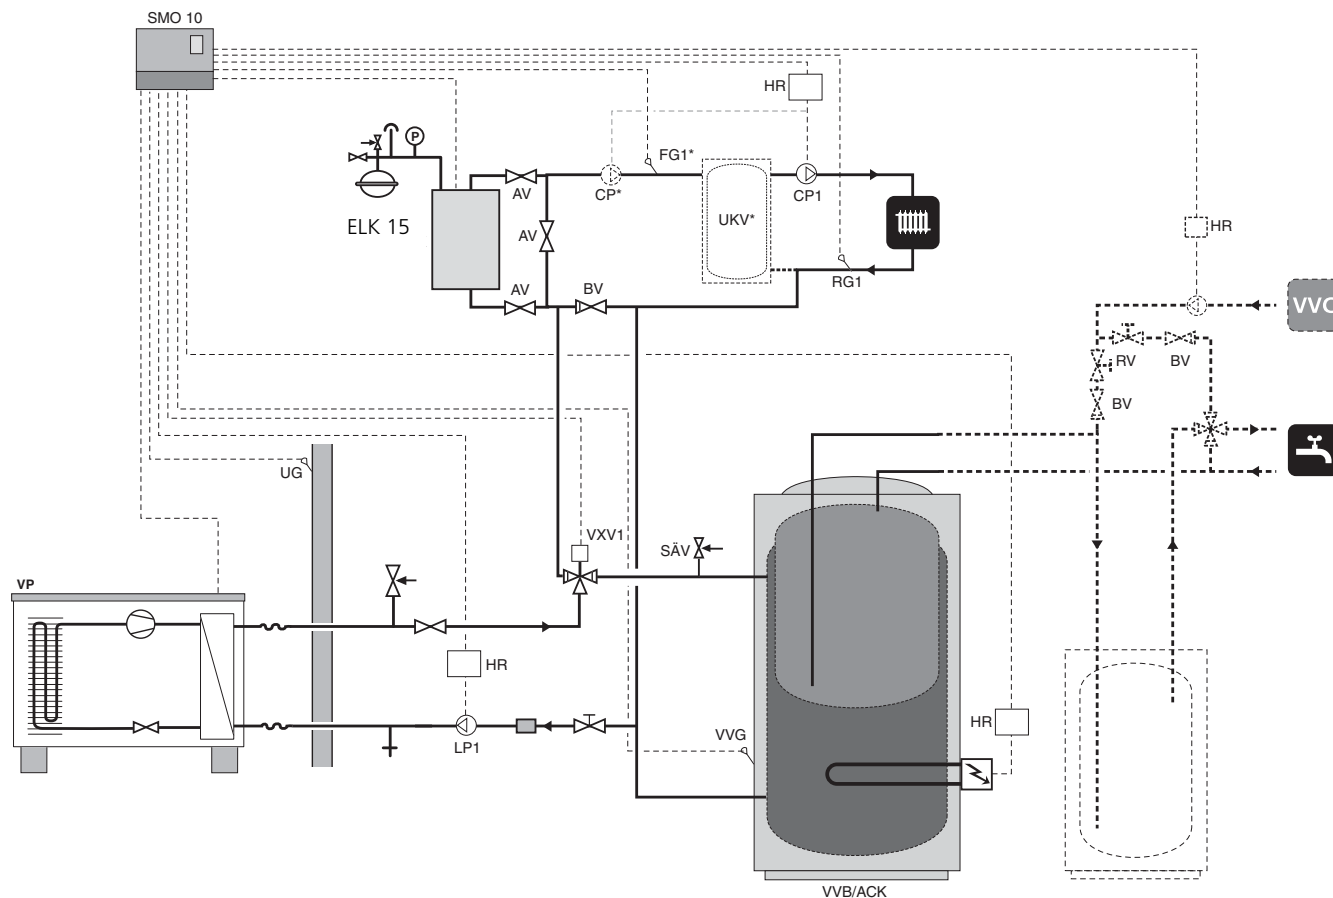 SMO 10
HR
P
FG1*
ELK 15
AV
CP*
UKV*
CP1
AV
HR
RG1
AV
BV
VVC
RV
BV
BV
UG
VXV1
SÄV
VP
HR
LP1
VVG
HR
VVB/ACK